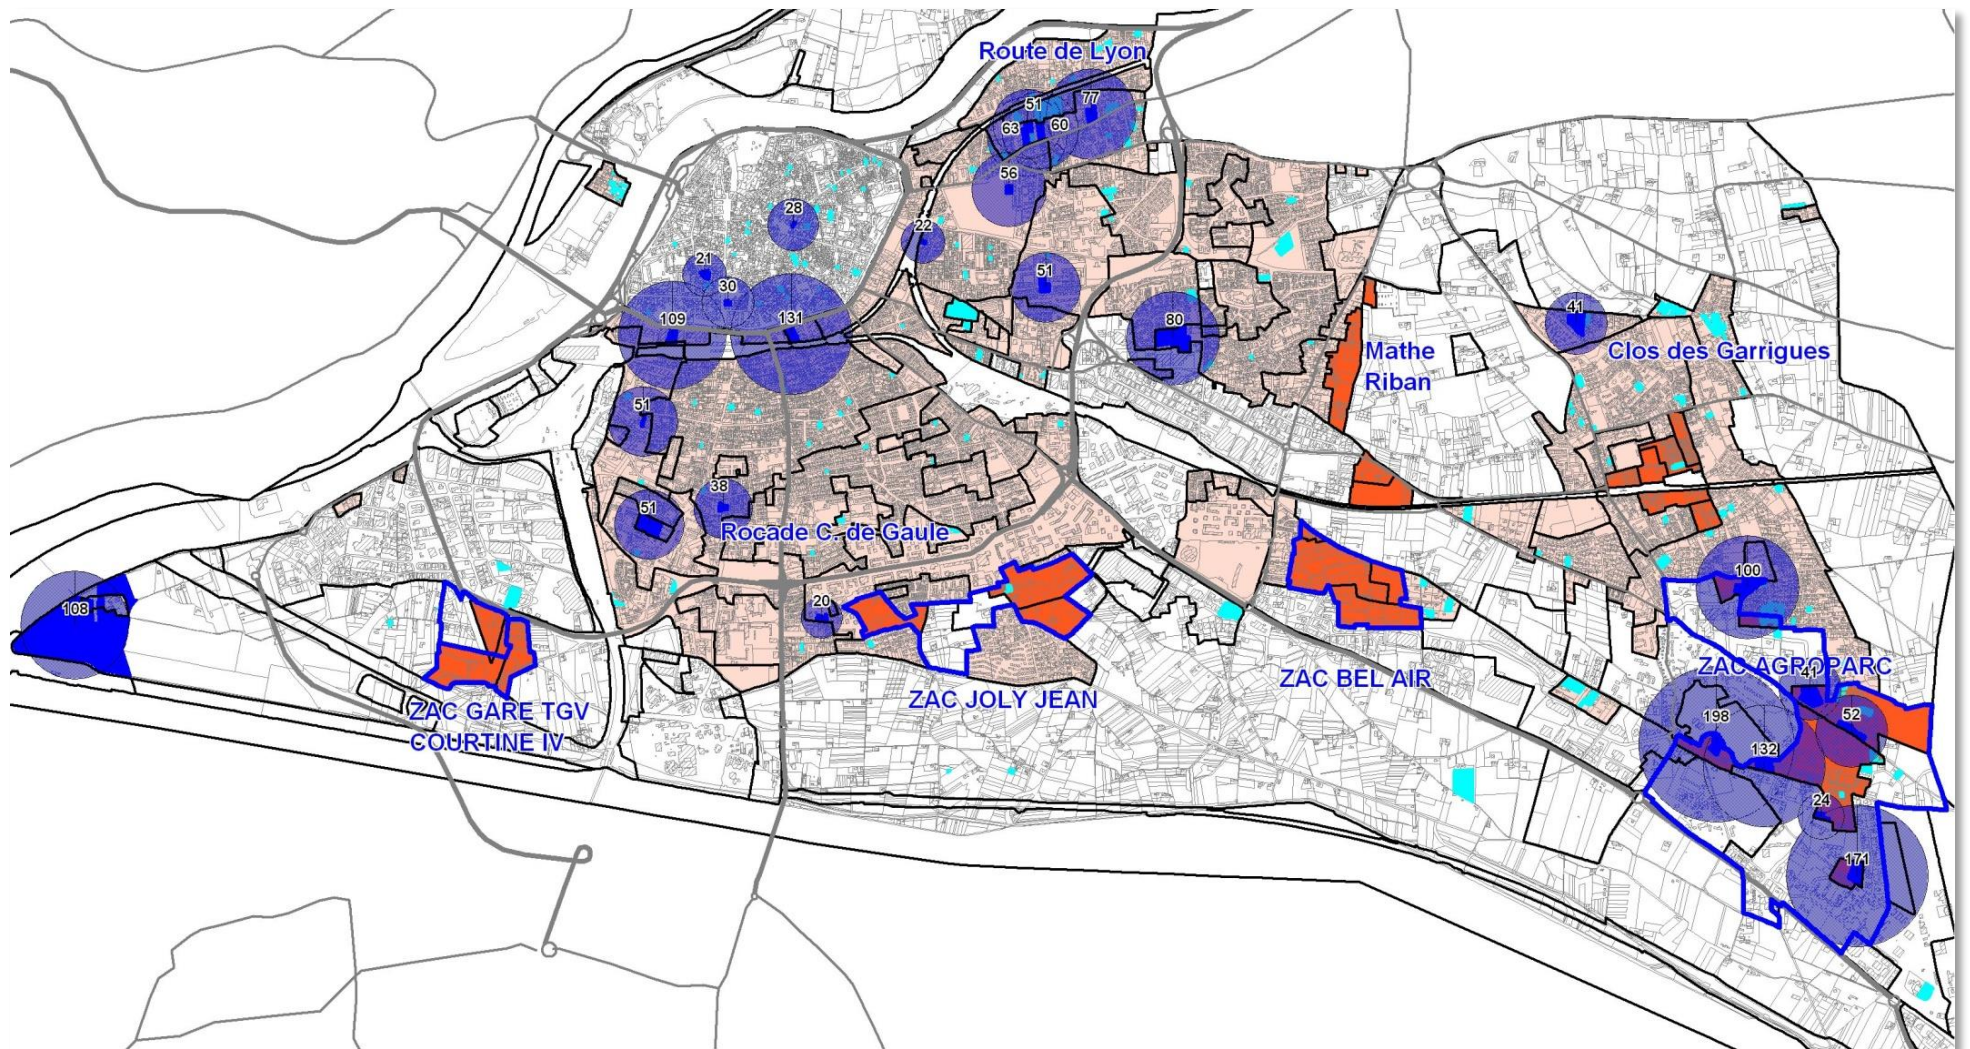 Route de Lyon
51
77
63
60
56
28
22
21
30
51
109
131
80
41
Mathe
Riban
Clos des Garrigues
51
38
51
Rocade C. de Gaule
108
20
100
ZAC AGROPARC
41
ZAC BEL AIR
ZAC JOLY JEAN
ZAC GARE TGV
COURTINE IV
198
52
132
24
171